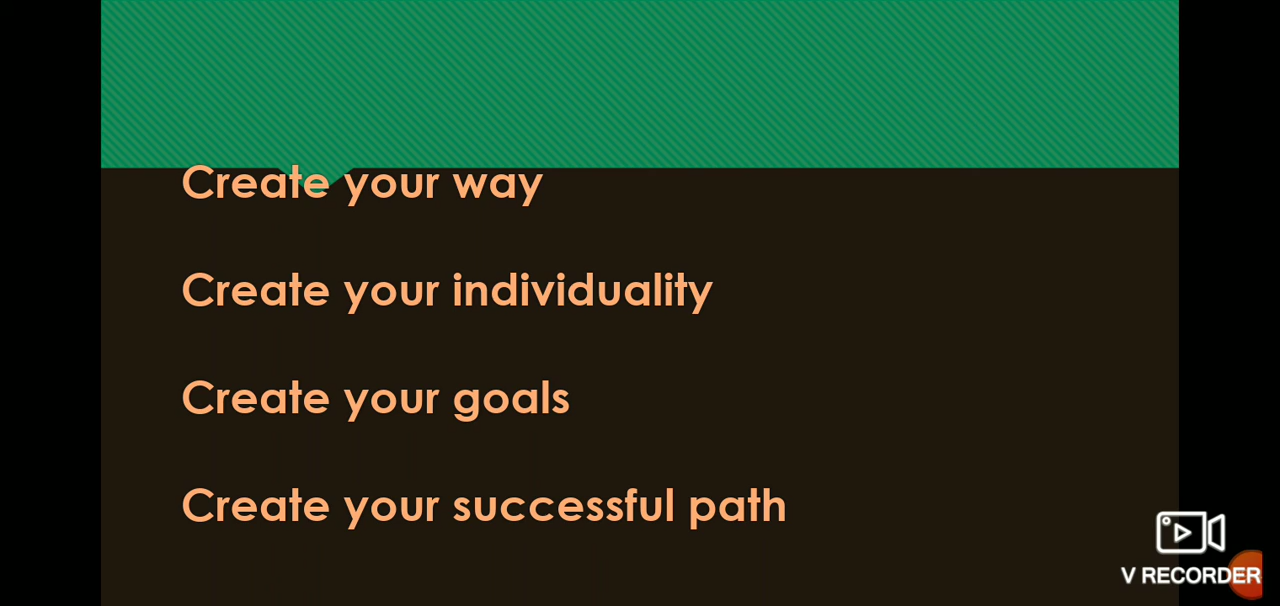 Create your way
Create your individuality
Create your goals
Create your successful path
V RECORDER